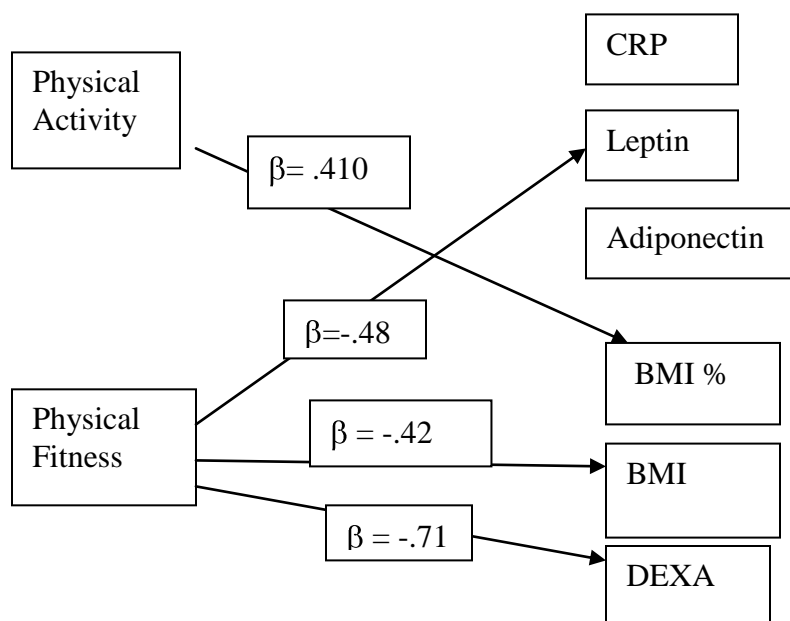 CRP
Physical
Activity
Leptin
β= .410
Adiponectin
β=-.48
BMI %
Physical
Fitness
β = -.42
BMI
β = -.71
DEXA